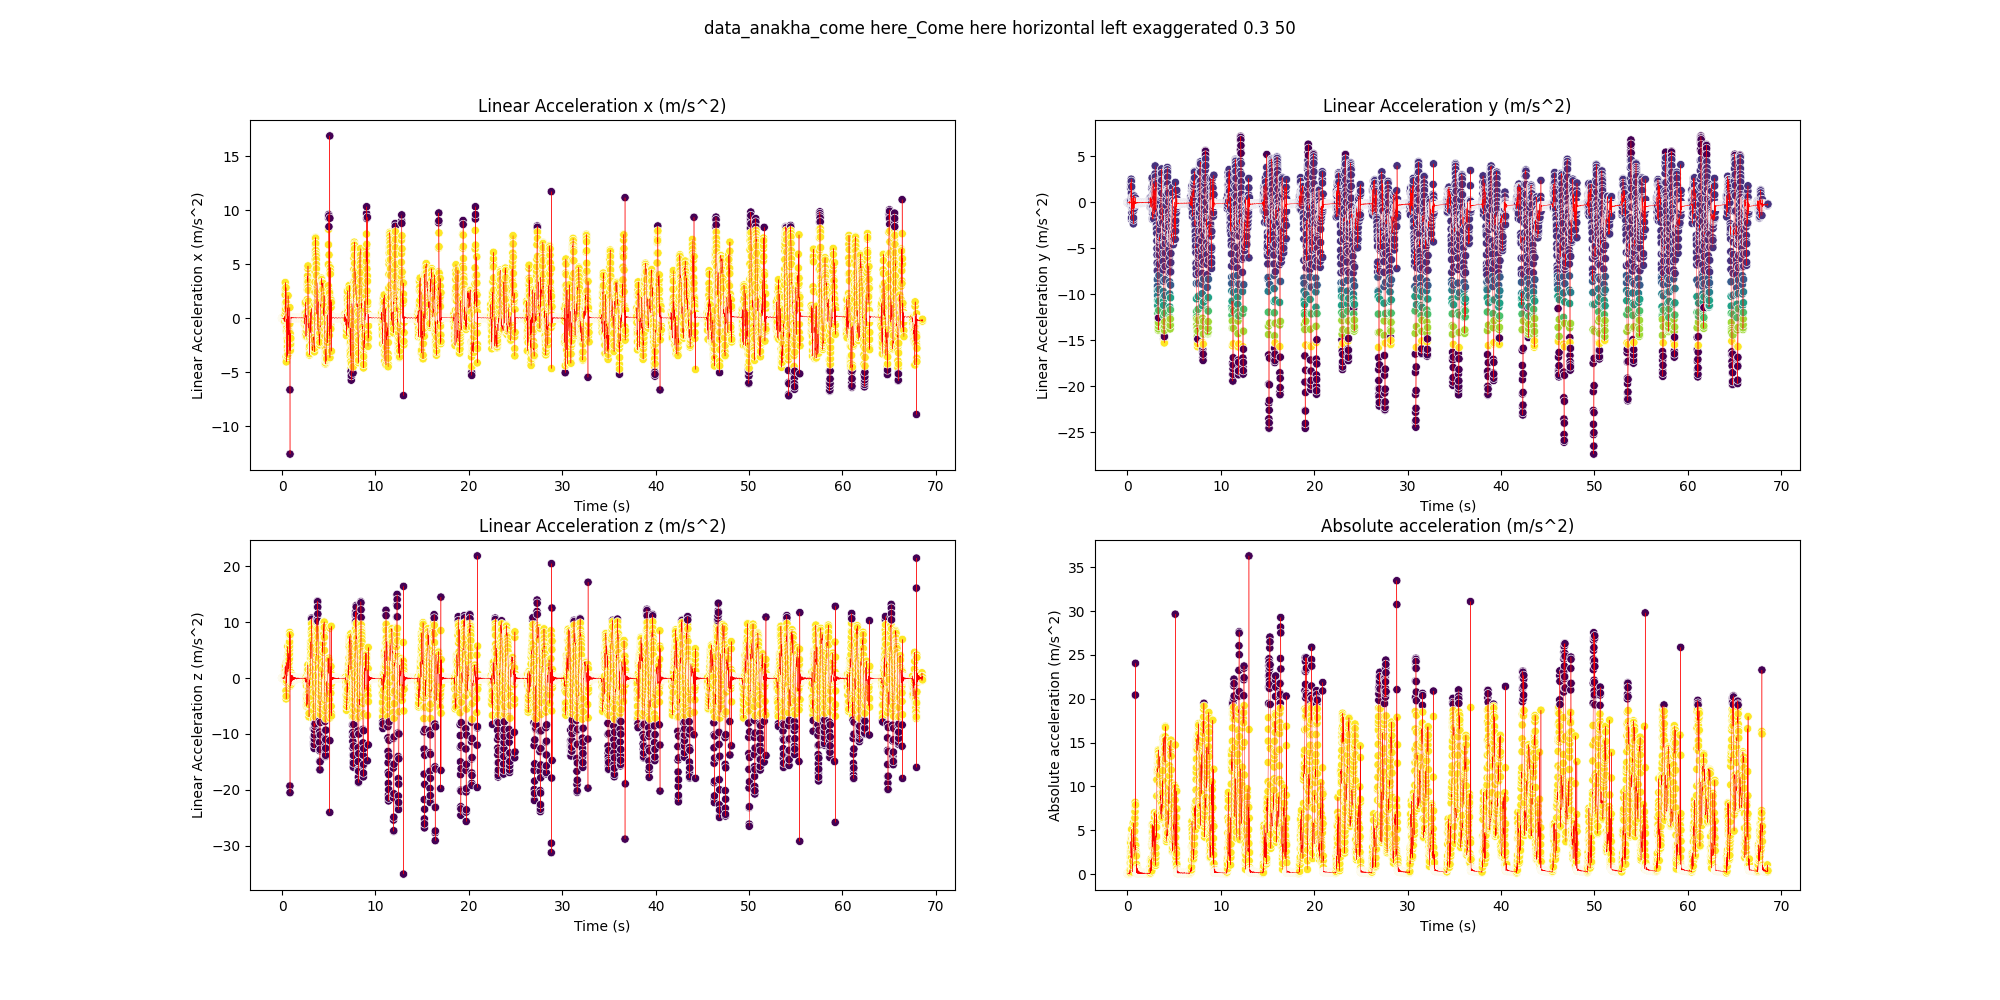 data_anakha_come here_Come here horizontal left exaggerated 0.3 50
Linear Acceleration x (m/s^2)
Linear Acceleration x (m/s^2)
15
10
5
0
−5
−10
0 10 20 30 40 50 60 70
Time (s)
Linear Acceleration y (m/s^2)
Linear Acceleration y (m/s^2)
5
0
−5
−10
−15
−20
−25
0 10 20 30 40 50 60 70
Time (s)
Linear Acceleration z (m/s^2)
Linear Acceleration z (m/s^2)
20
10
0
−10
−20
−30
0 10 20 30 40 50 60 70
Time (s)
Absolute acceleration (m/s^2)
Absolute acceleration (m/s^2)
35
30
25
20
15
10
5
0
0 10 20 30 40 50 60 70
Time (s)